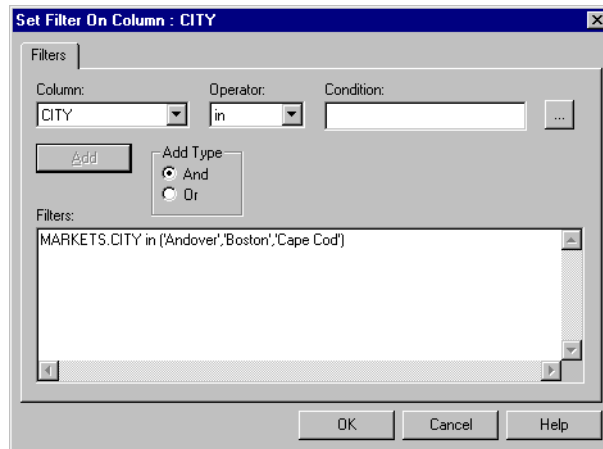 Set Filter On Column : CITY
Filters
Column: Operator: Condition:
CITY in ...
Add
Add Type
And
Or
Filters:
MARKETS.CITY in ('Andover','Boston','Cape Cod')
OK Cancel Help